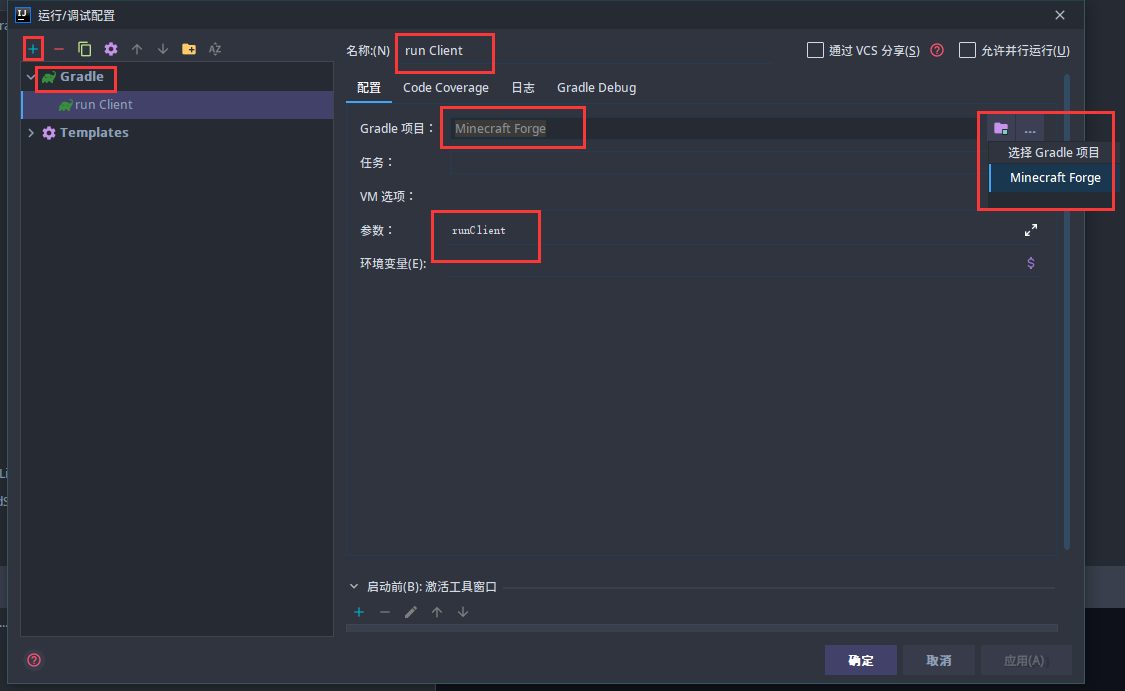 IJ 运行/调试配置
名称:(N) run Client
通过 VCS 分享(S)
允许并行运行(U)
Gradle
run Client
Templates
配置 Code Coverage 日志 Gradle Debug
Gradle 项目： Minecraft Forge
...
选择 Gradle 项目
Minecraft Forge
任务：
VM 选项：
参数： runClient
环境变量(E): $
启动前(B): 激活工具窗口
确定 取消 应用(A)